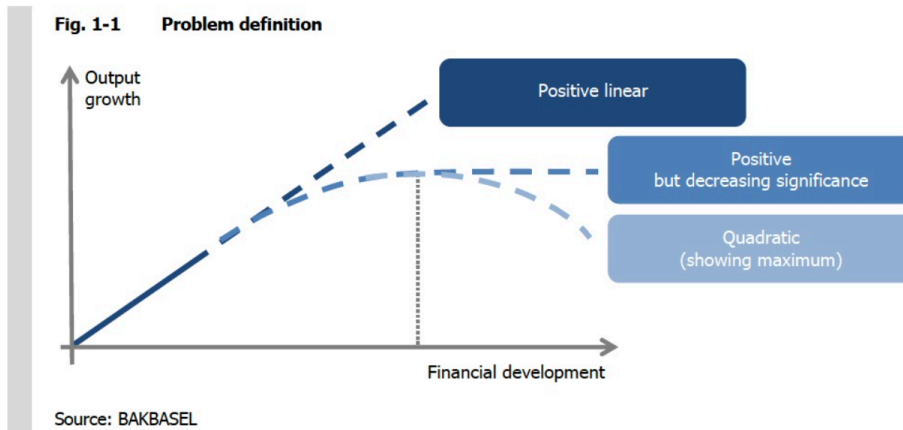 Fig. 1-1 Problem definition
Output
growth
Positive linear
Positive
but decreasing significance
Quadratic
(showing maximum)
Financial development
Source: BAKBASEL